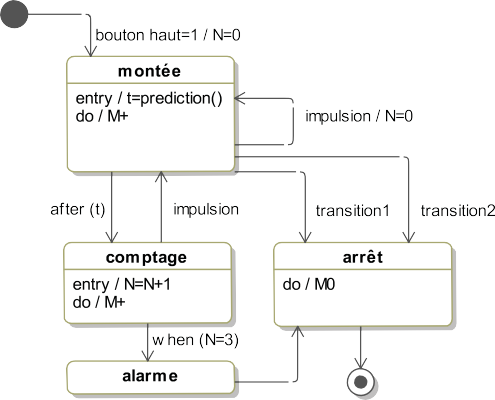 bouton haut=1 / N=0
montée
entry / t=prediction()
do / M+
impulsion / N=0
after (t)
impulsion
transition1
transition2
comptage
entry / N=N+1
do / M+
arrêt
do / M0
when (N=3)
alarme